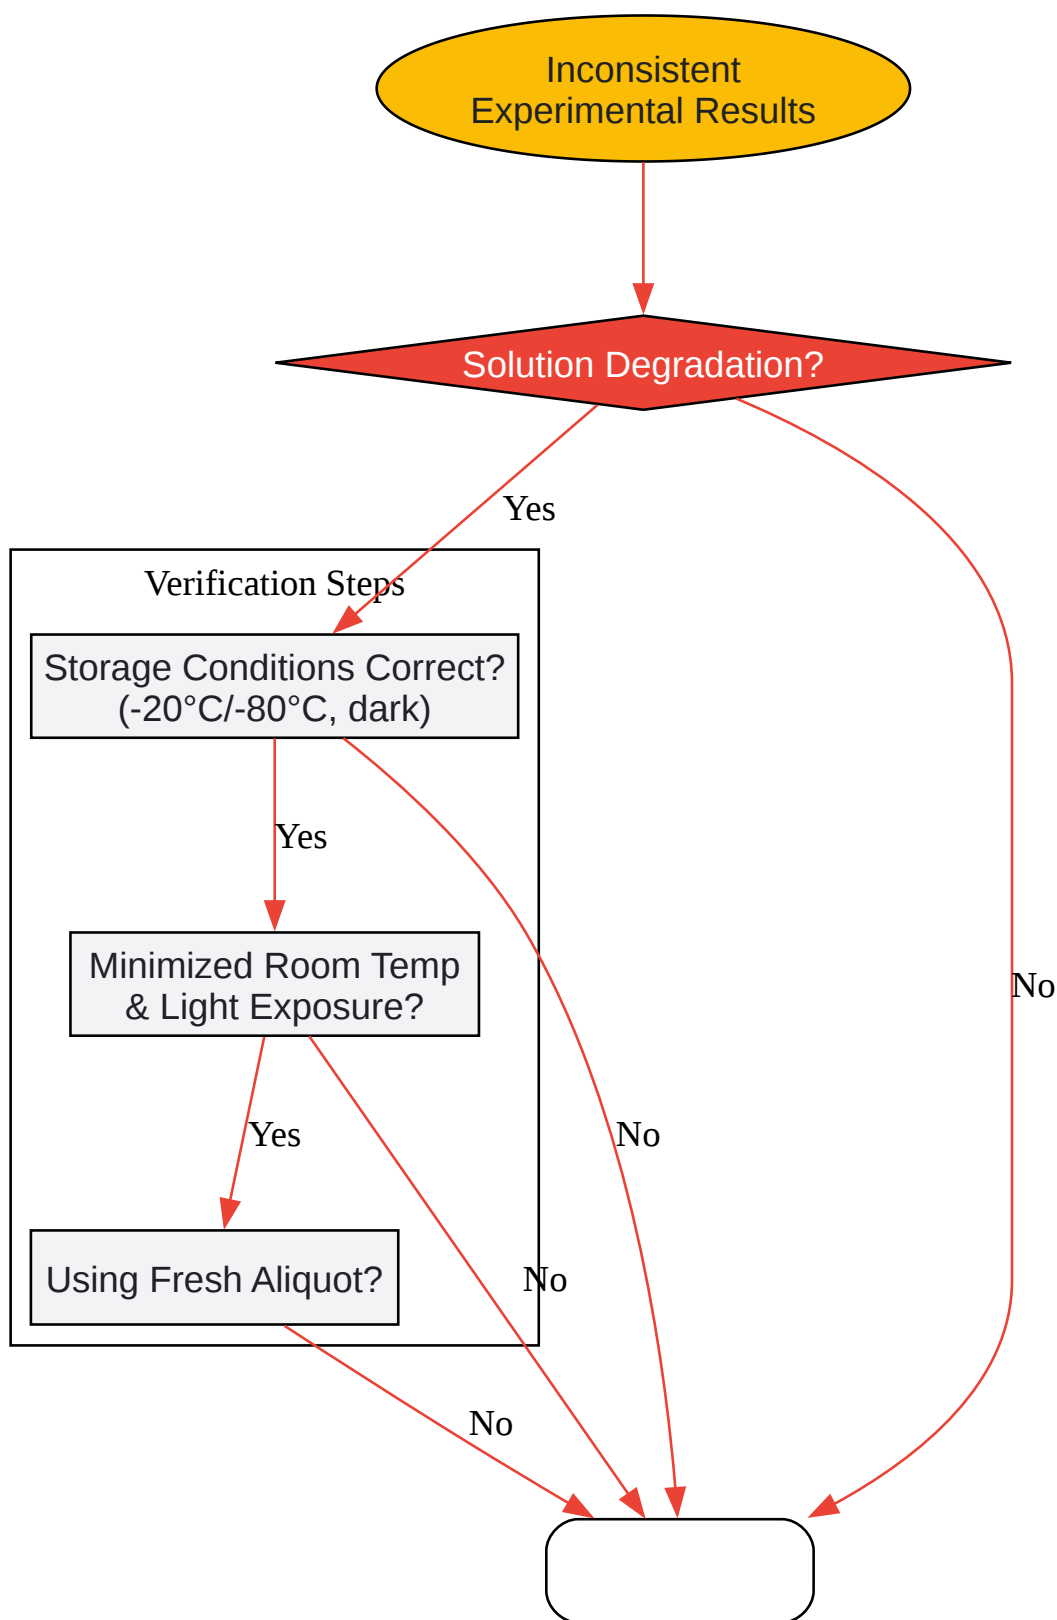 Inconsistent
Experimental Results
Solution Degradation?
Yes
Verification Steps
Storage Conditions Correct?
(-20°C/-80°C, dark)
Yes
Minimized Room Temp
& Light Exposure?
No
Yes
No
Using Fresh Aliquot?
No
No